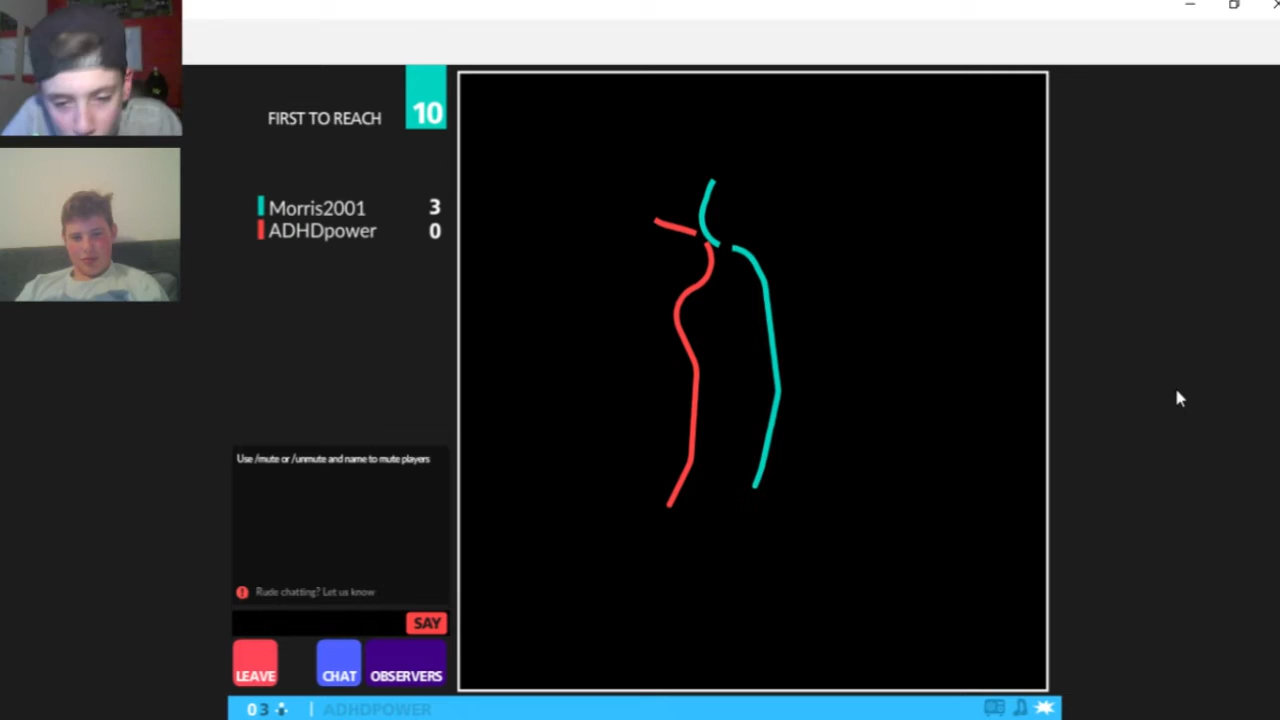 FIRST TO REACH 10
Morris2001 3
ADHDpower 0
Use /mute or /unmute and name to mute players
Rude chatting? Let us know
SAY
LEAVE CHAT OBSERVERS
03 ADHDPOWER